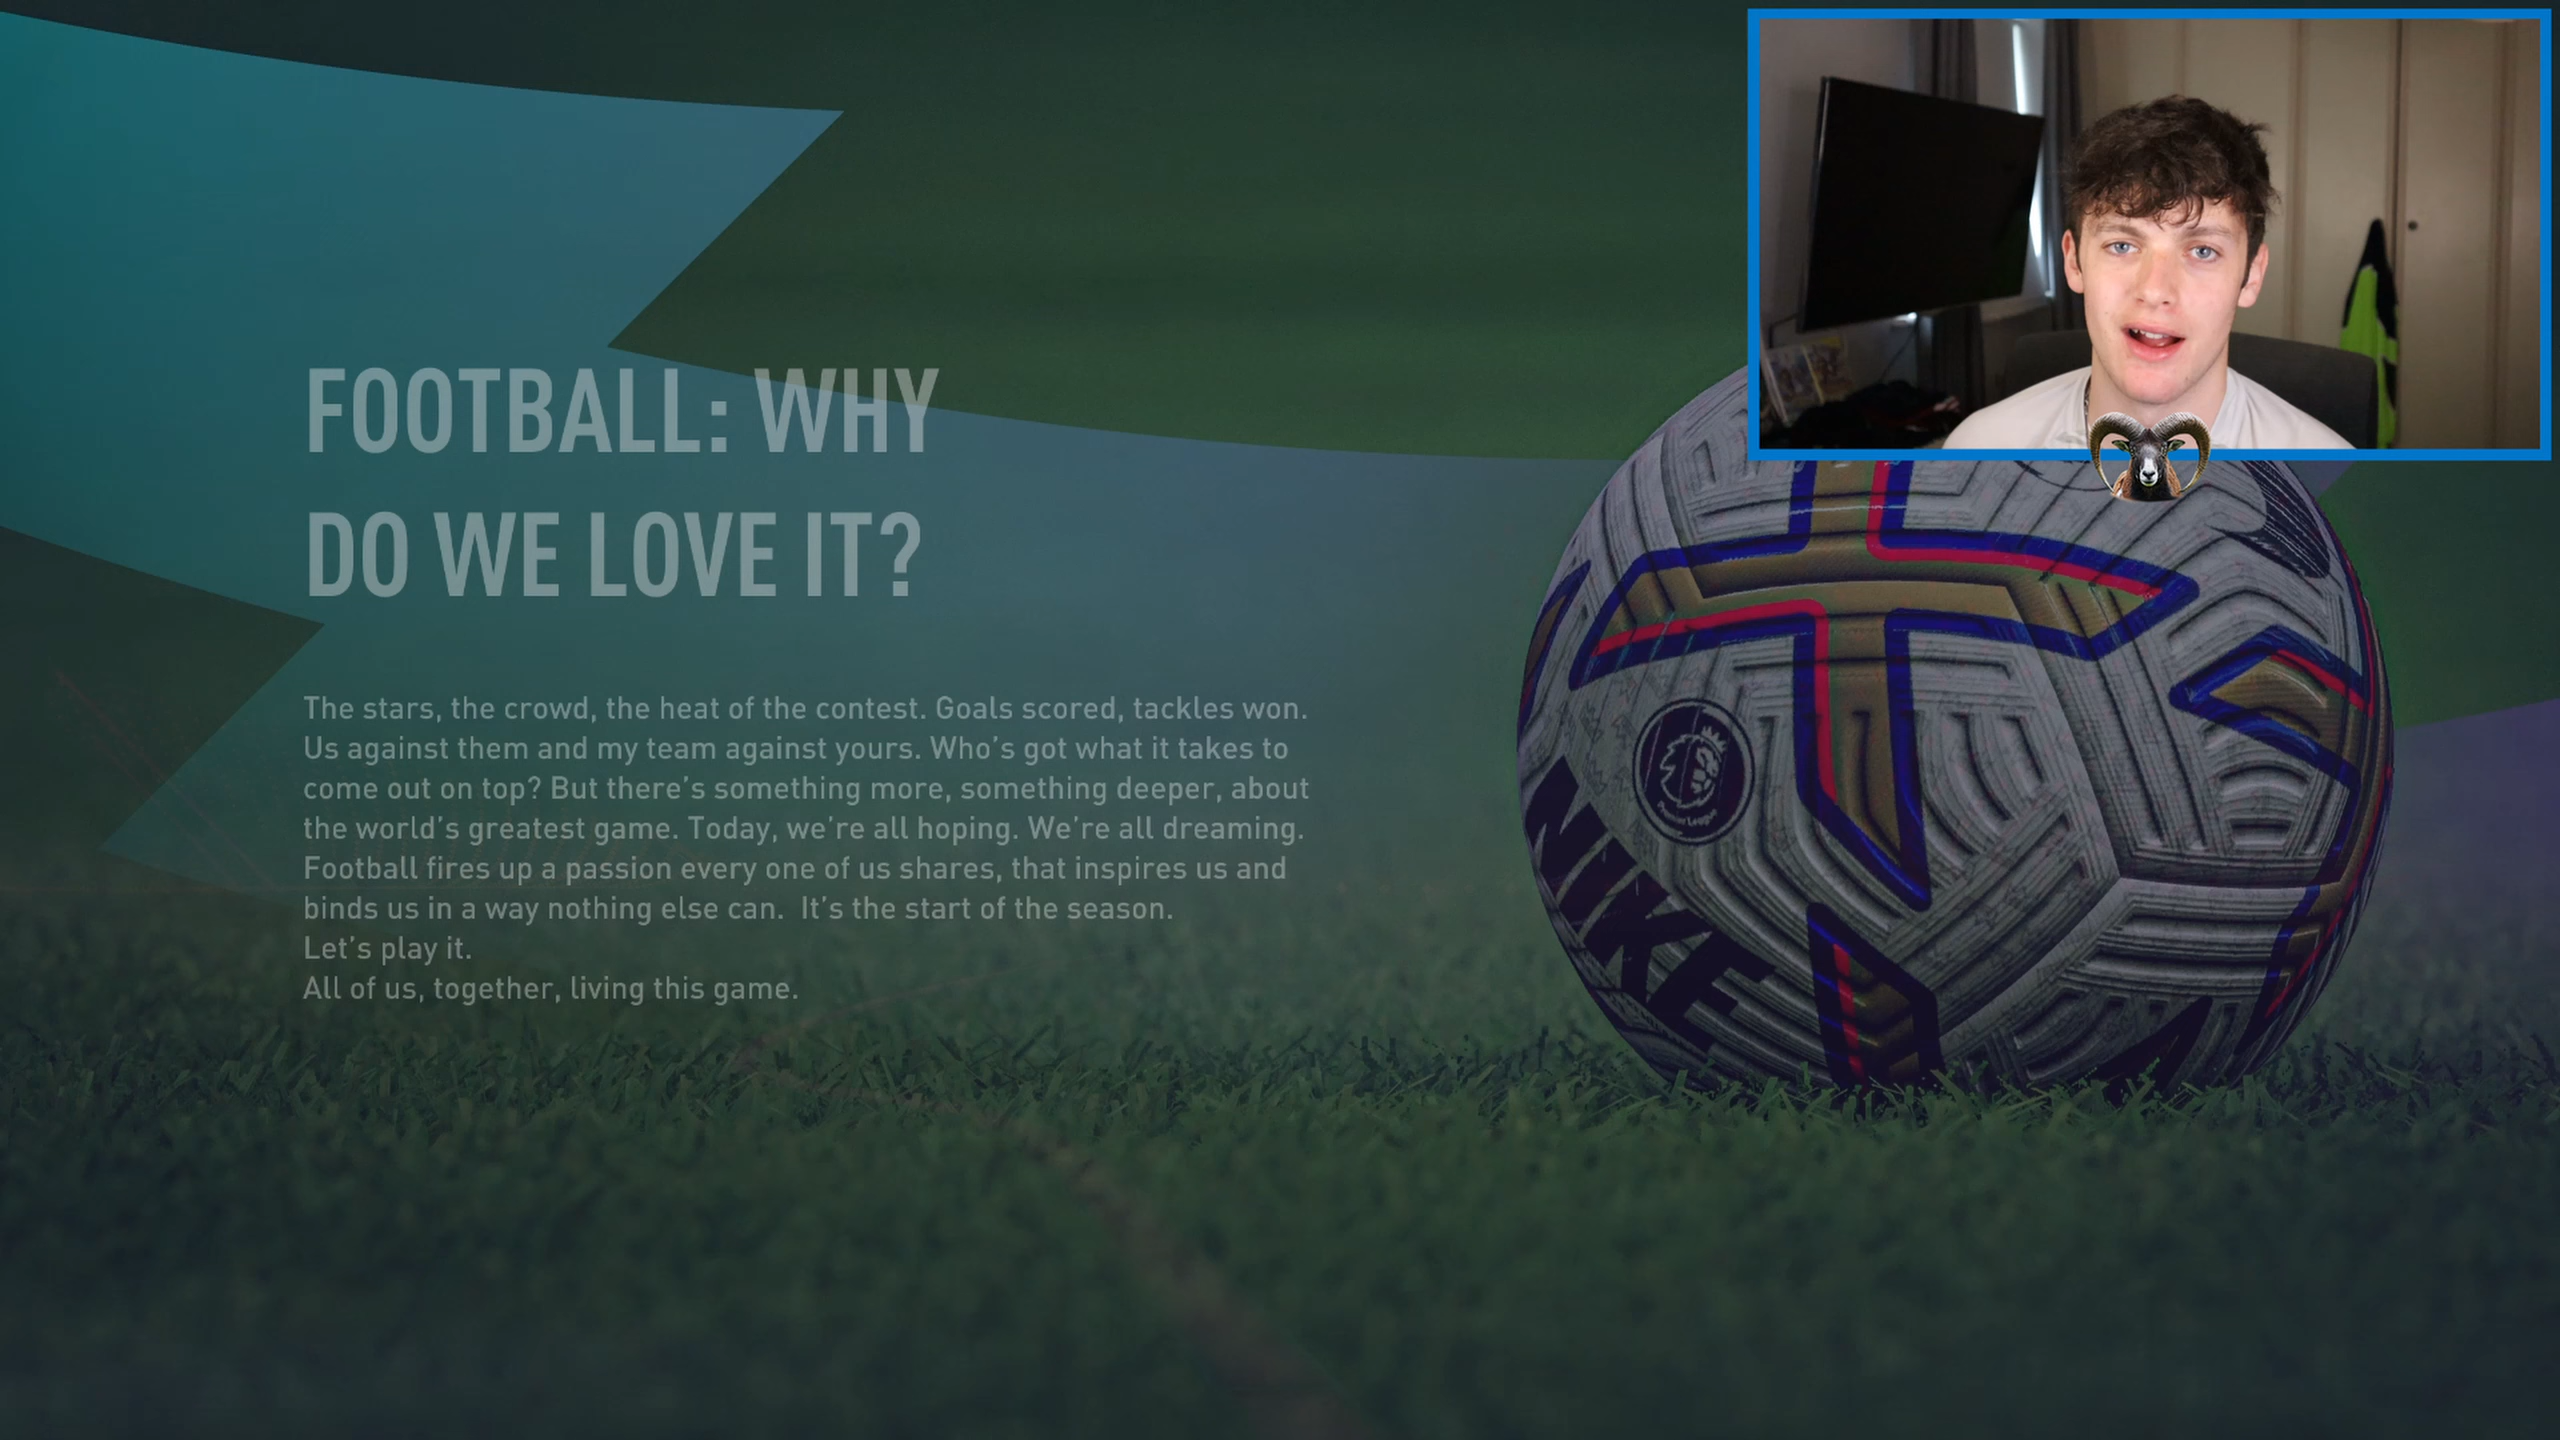 FOOTBALL: WHY
DO WE LOVE IT?
The stars, the crowd, the heat of the contest. Goals scored, tackles won.
Us against them and my team against yours. Who's got what it takes to
come out on top? But there's something more, something deeper, about
the world's greatest game. Today, we're all hoping. We're all dreaming.
Football fires up a passion every one of us shares, that inspires us and
binds us in a way nothing else can.  It's the start of the season.
Let's play it.
All of us, together, living this game.
Premier League
NIKE